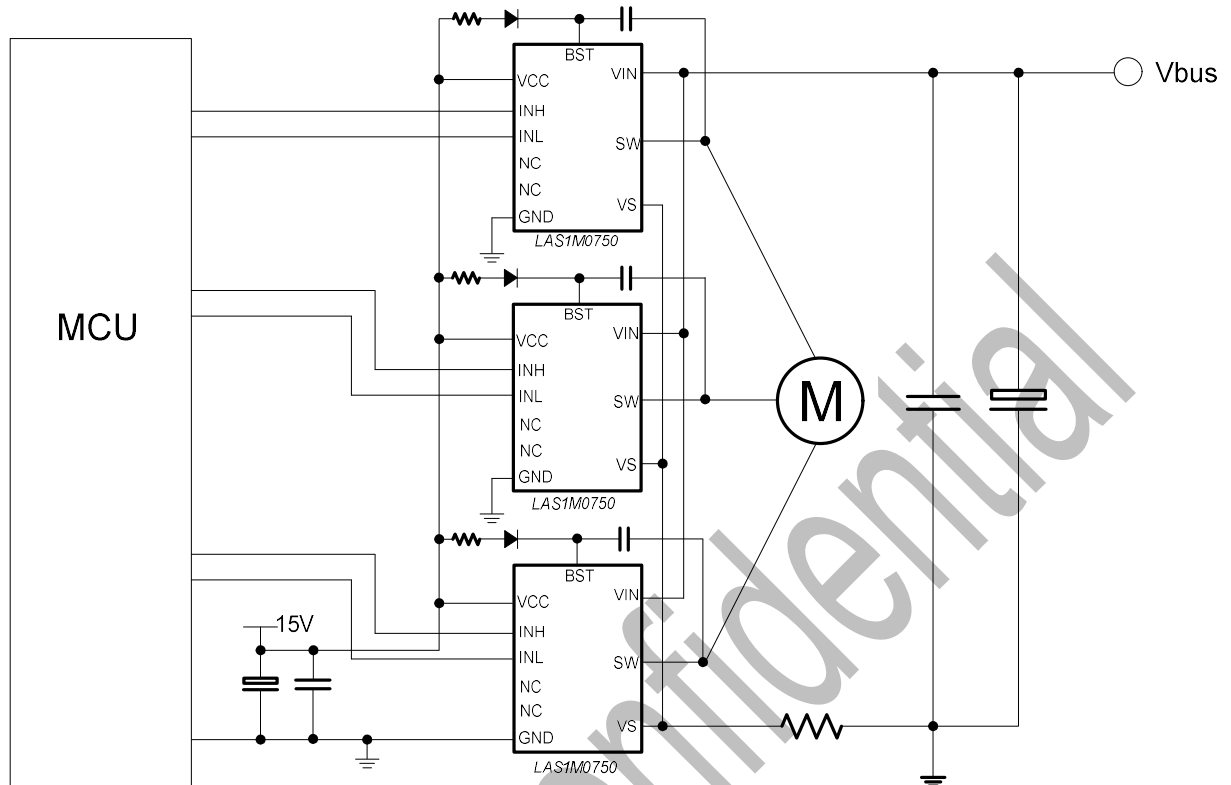 BST
VCC
VIN
Vbus
INH
INL
SW
NC
NC
VS
GND
LAS1M0750
MCU
BST
VCC
VIN
INH
INL
SW
M
NC
NC
VS
GND
LAS1M0750
BST
VCC
VIN
15V
INH
INL
SW
NC
NC
VS
GND
LAS1M0750
onfidential